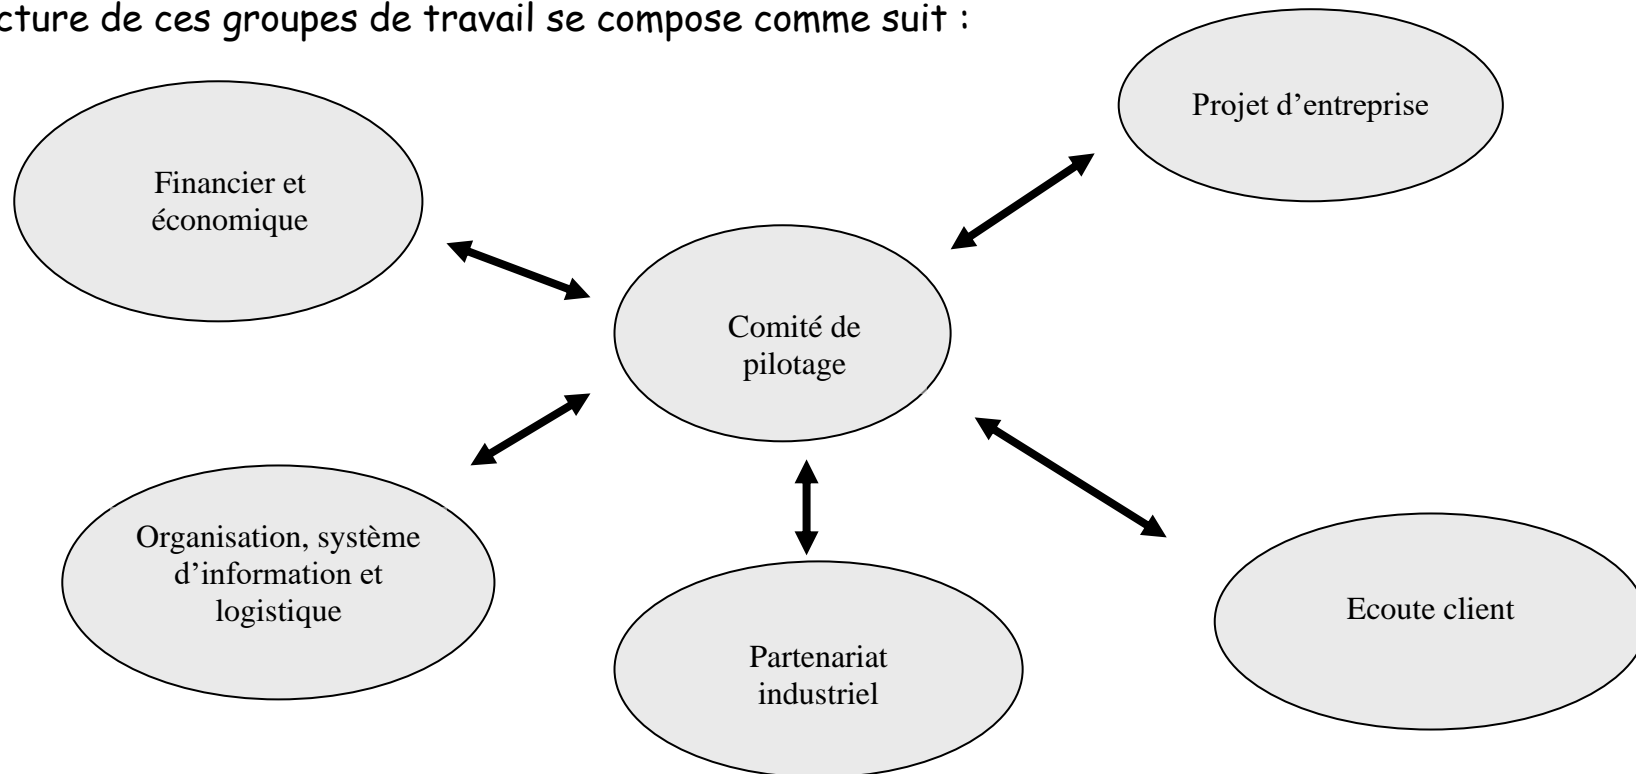 cture de ces groupes de travail se compose comme suit :
Projet d’entreprise
Financier et
économique
Comité de
pilotage
Organisation, système
d’information et
logistique
Partenariat
industriel
Ecoute client